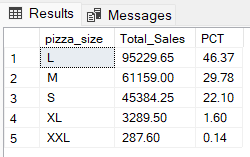 Results Messages
pizza_size Total_Sales PCT
1 L 95229.65 46.37
2 M 61159.00 29.78
3 S 45384.25 22.10
4 XL 3289.50 1.60
5 XXL 287.60 0.14